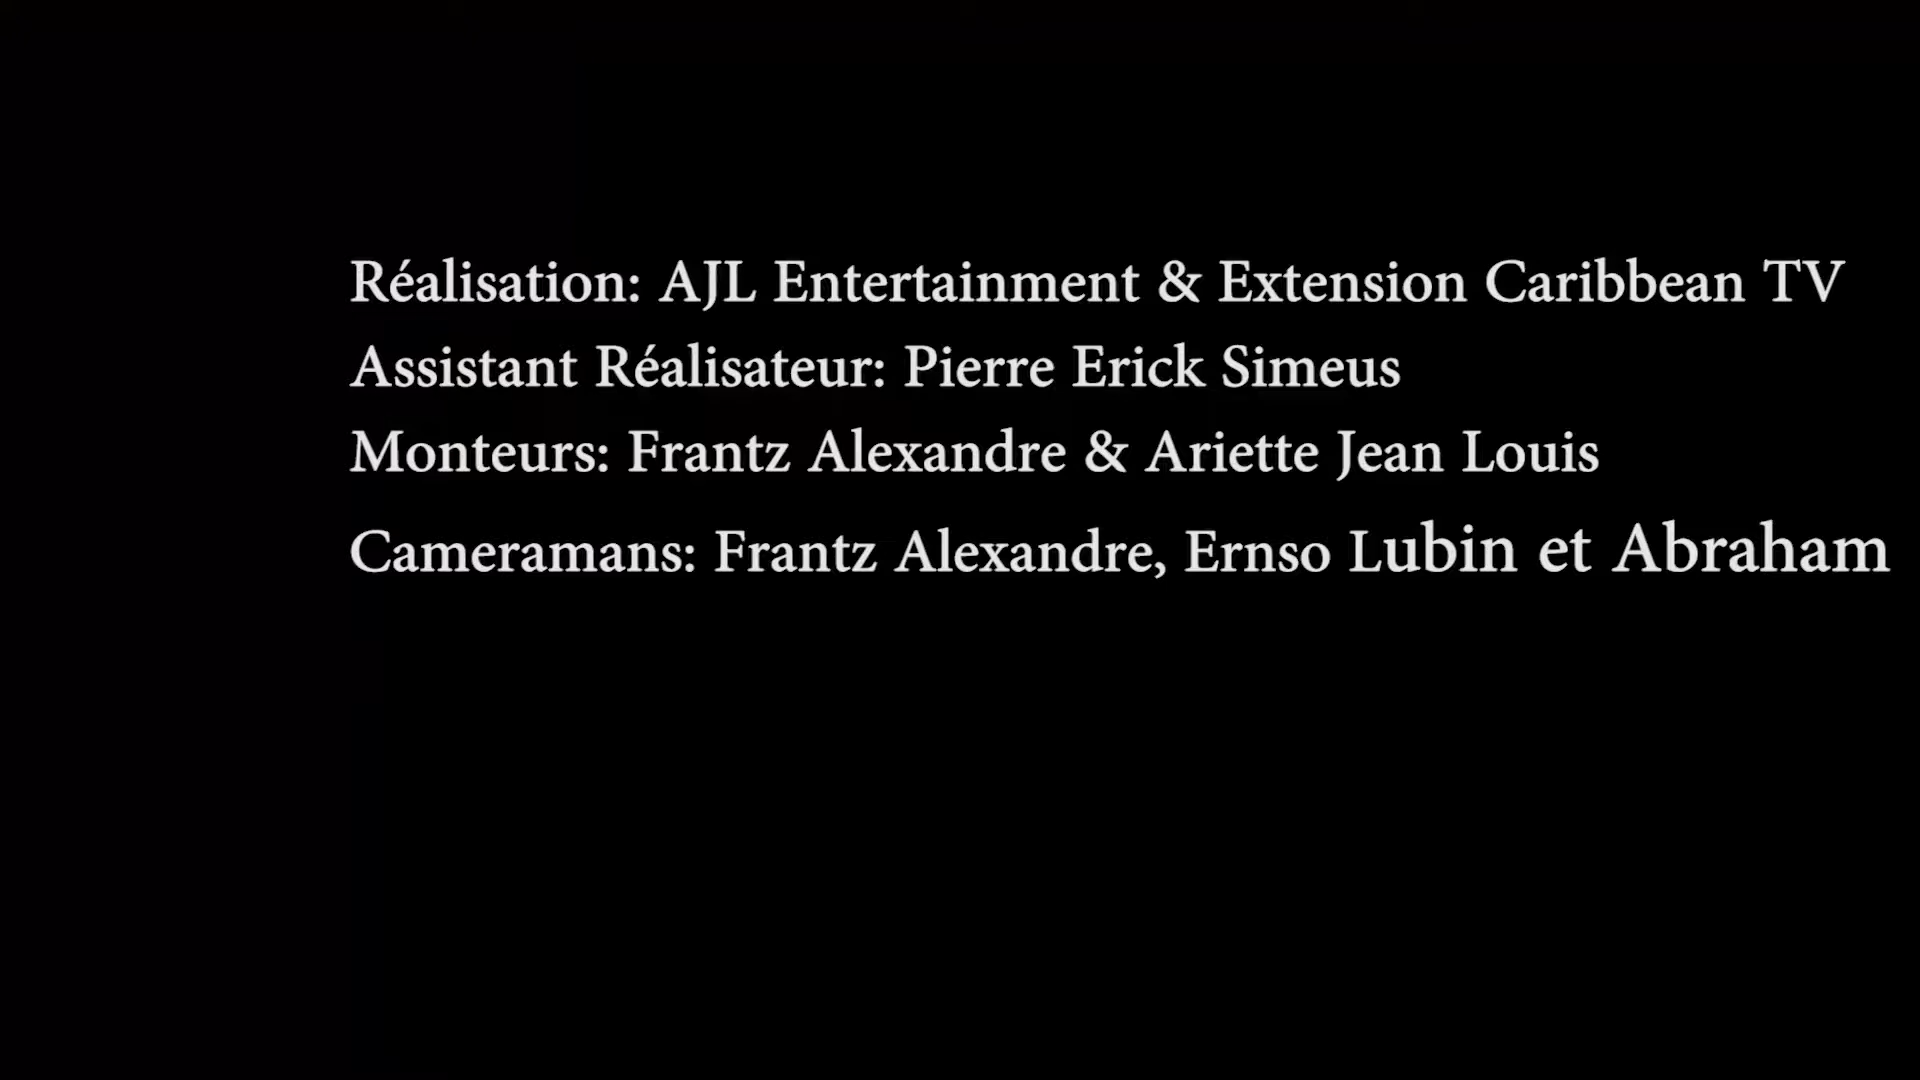 Réalisation: AJL Entertainment & Extension Caribbean TV
Assistant Réalisateur: Pierre Erick Simeus
Monteurs: Frantz Alexandre & Ariette Jean Louis
Cameramans: Frantz Alexandre, Ernso Lubin et Abraham